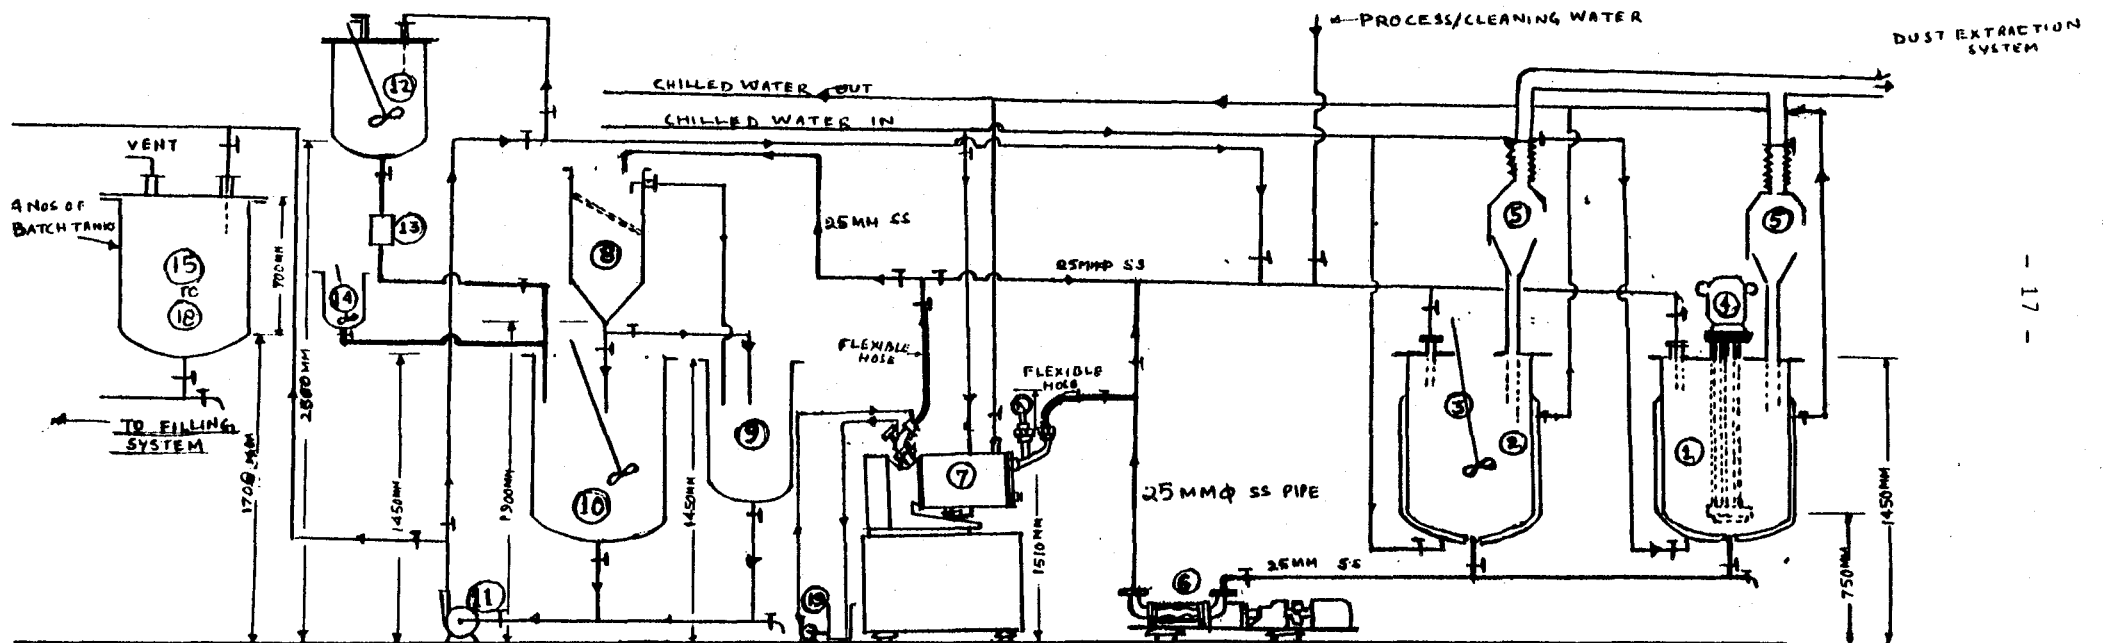 PROCESS/CLEANING WATER
DUST EXTRACTION
SYSTEM
CHILLED WATER OUT
CHILLED WATER IN
VENT
4 NOS OF
BATCH TANKS
12
13
14
15
TO
18
700MM
TO FILLING
SYSTEM
1700MM
1450MM
1900MM
1450MM
8
9
10
11
25MM SS
25MMΦ SS
FLEXIBLE
HOSE
FLEXIBLE
HOSE
7
19
1510MM
25MMΦ SS PIPE
6
25MM SS
5
5
4
3
2
1
1450MM
750MM
- 17 -